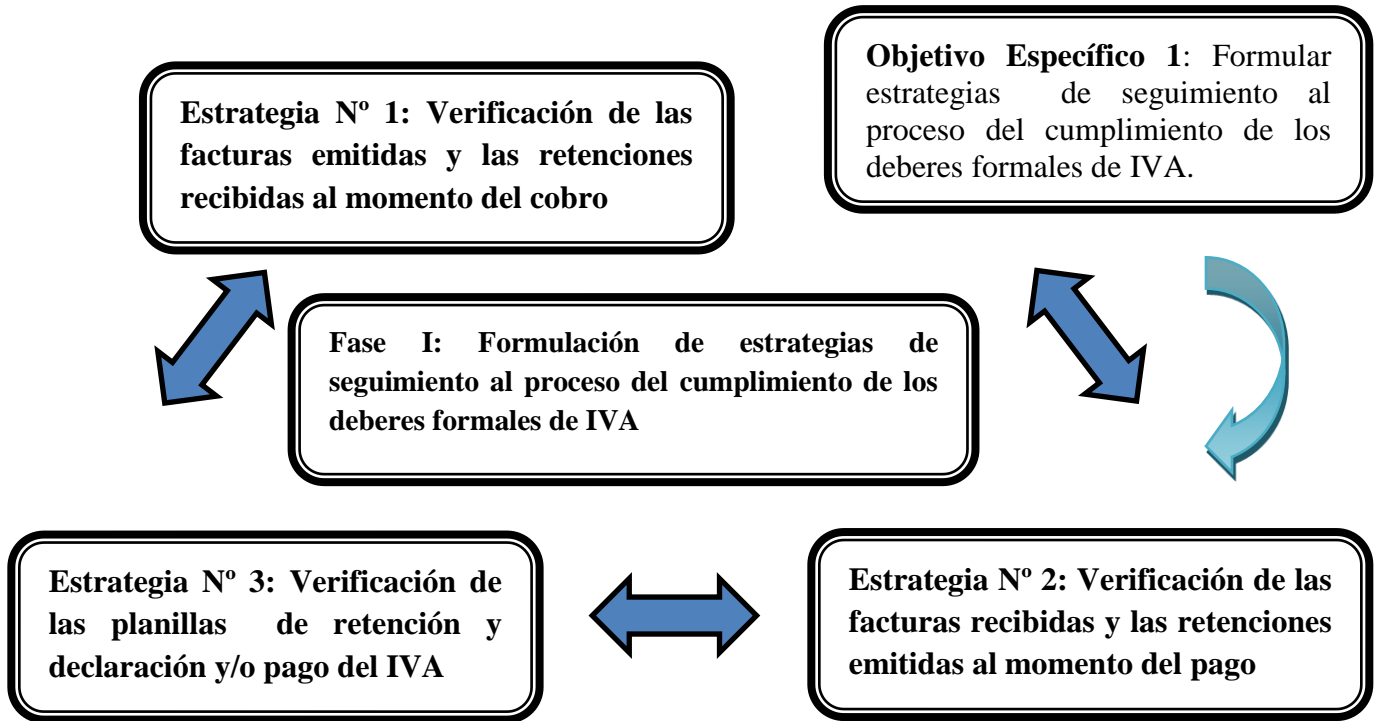 Objetivo Específico 1: Formular
estrategias de seguimiento al
proceso del cumplimiento de los
deberes formales de IVA.
Estrategia Nº 1: Verificación de las
facturas emitidas y las retenciones
recibidas al momento del cobro
Fase I: Formulación de estrategias de
seguimiento al proceso del cumplimiento de los
deberes formales de IVA
Estrategia Nº 3: Verificación de
las planillas de retención y
declaración y/o pago del IVA
Estrategia Nº 2: Verificación de las
facturas recibidas y las retenciones
emitidas al momento del pago